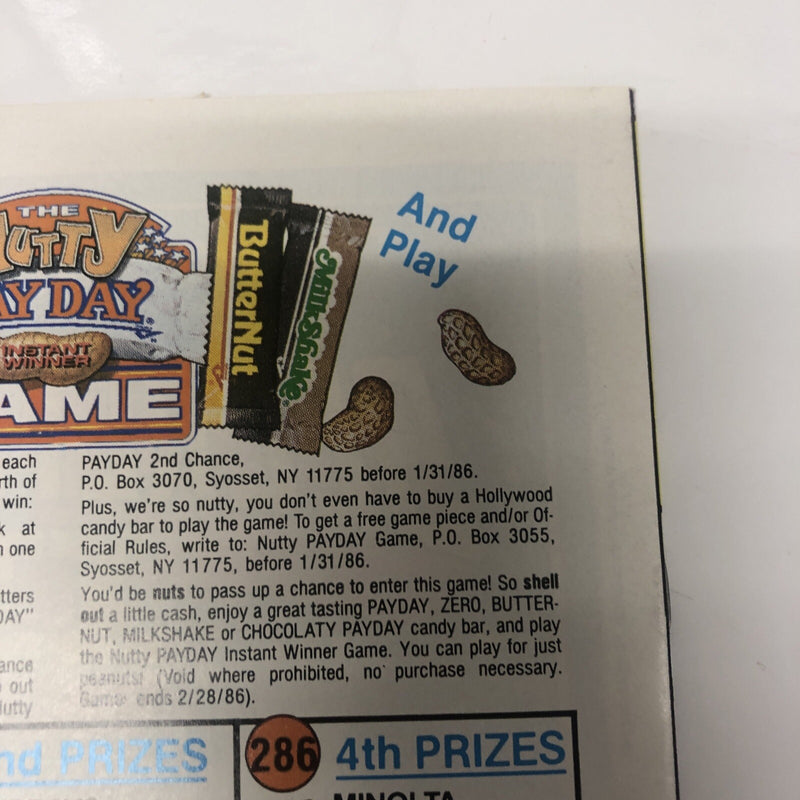 THE
NUTTY
AY DAY
INSTANT
WINNER
AME
ButterNut
MilkShake
And
Play
each
rth of
win:
k at
one
tters
DAY"
ance
out
lutty
PAYDAY 2nd Chance,
P.O. Box 3070, Syosset, NY 11775 before 1/31/86.
Plus, we're so nutty, you don't even have to buy a Hollywood
candy bar to play the game! To get a free game piece and/or Of-
ficial Rules, write to: Nutty PAYDAY Game, P.O. Box 3055,
Syosset, NY 11775, before 1/31/86.
You'd be nuts to pass up a chance to enter this game! So shell
out a little cash, enjoy a great tasting PAYDAY, ZERO, BUTTER-
NUT, MILKSHAKE or CHOCOLATY PAYDAY candy bar, and play
the Nutty PAYDAY Instant Winner Game. You can play for just
peanuts! (Void where prohibited, no purchase necessary.
Game ends 2/28/86).
nd PRIZES
286 4th PRIZES
MINOLTA